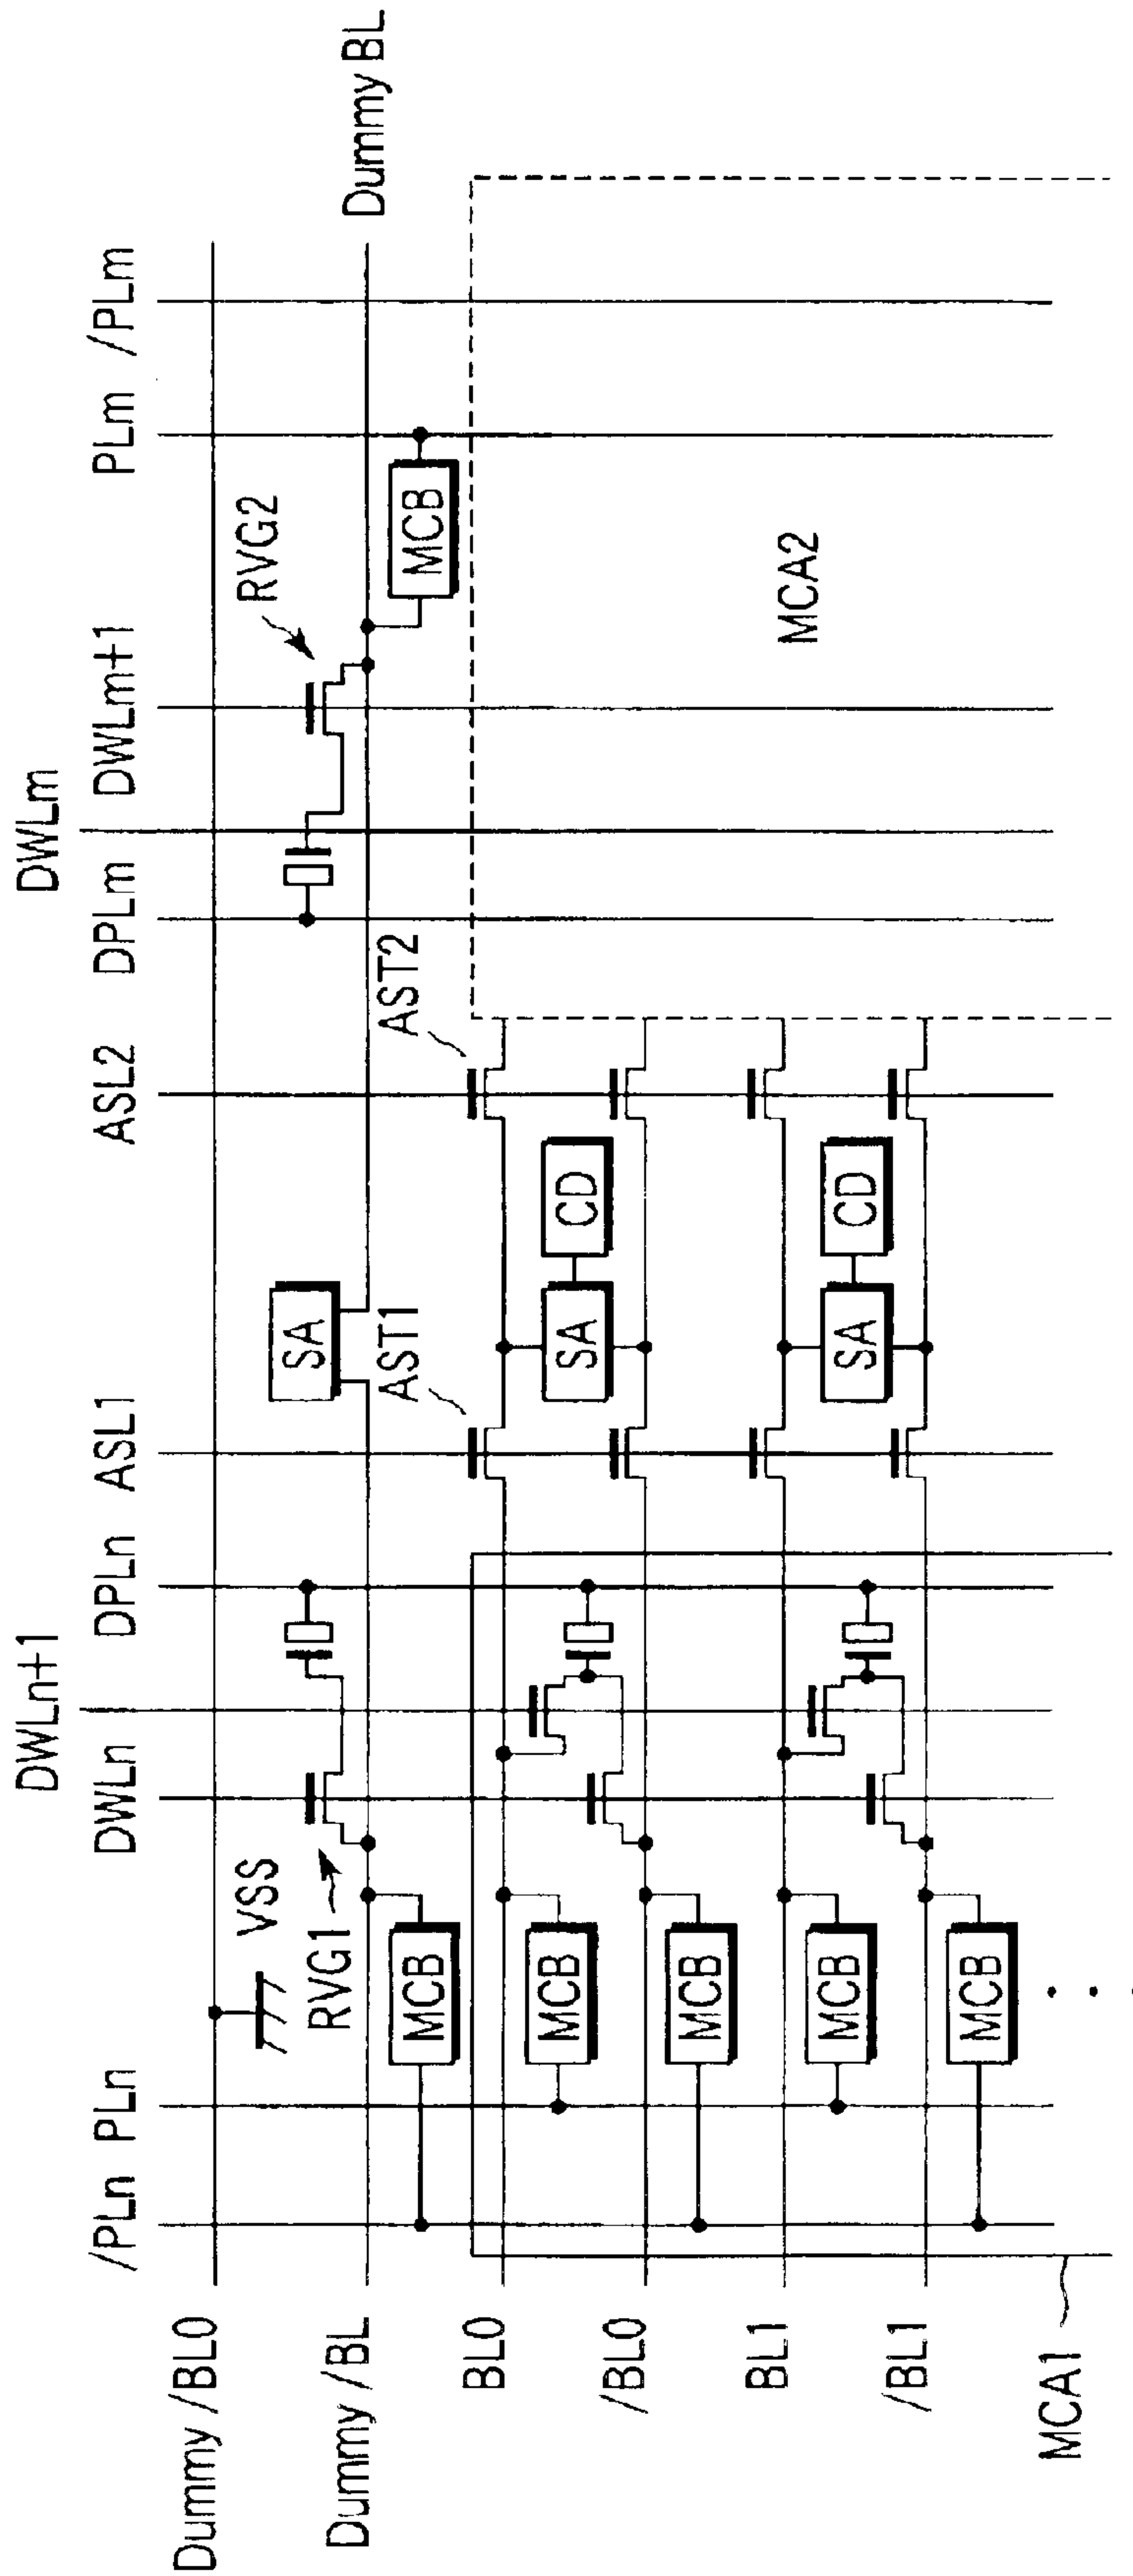 DWLn+1
DWLm
/PLn
PLn
DWLn
DPLn
ASL1
ASL2
DPLm
DWLm+1
PLm
/PLm
Dummy /BL0
VSS
RVG1
RVG2
SA
Dummy /BL
Dummy BL
MCB
MCB
AST1
AST2
BL0
MCB
SA
CD
/BL0
MCB
MCA2
BL1
MCB
SA
CD
/BL1
MCB
MCA1